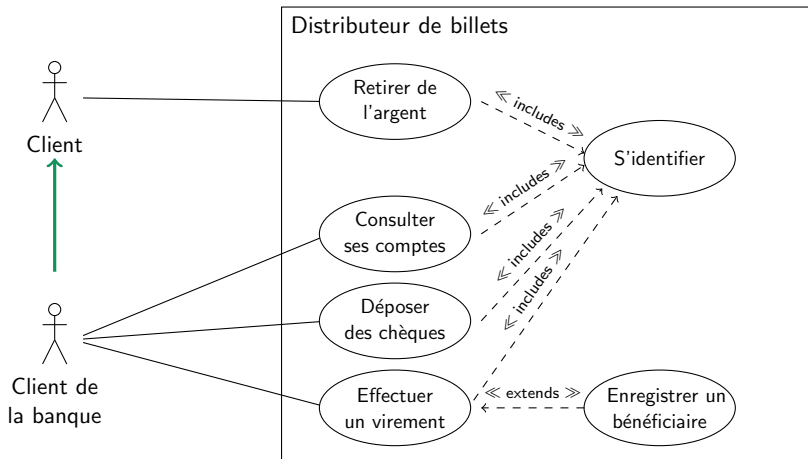 Distributeur de billets
Client
Retirer de
l'argent
≪ includes ≫
S'identifier
Consulter
ses comptes
≪ includes ≫
Déposer
des chèques
≪ includes ≫
≪ includes ≫
Client de
la banque
Effectuer
un virement
≪ extends ≫
Enregistrer un
bénéficiaire